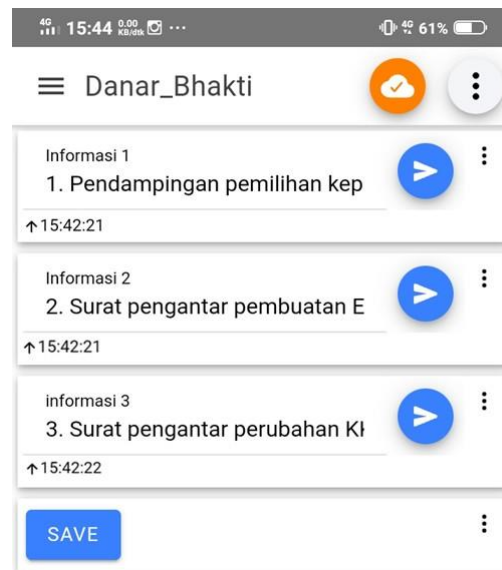 4G 15:44 0.00 KB/dtk ... 4G 61%
Danar_Bhakti
Informasi 1
1. Pendampingan pemilihan kep
15:42:21
Informasi 2
2. Surat pengantar pembuatan E
15:42:21
informasi 3
3. Surat pengantar perubahan
15:42:22
SAVE